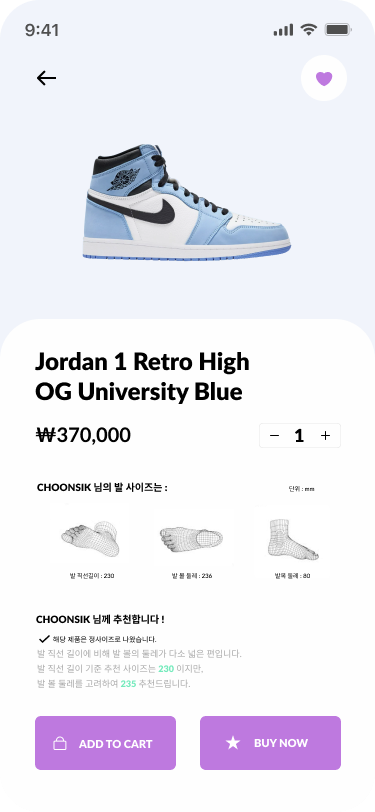 9:41
Jordan 1 Retro High
OG University Blue
₩370,000
1
CHOONSIK 님의 발 사이즈는 :
단위 : mm
발 직선길이 : 230
발 볼 둘레 : 236
발목 둘레 : 80
CHOONSIK 님께 추천합니다 !
해당 제품은 정사이즈로 나왔습니다.
발 직선 길이에 비해 발 볼의 둘레가 다소 넓은 편입니다.
발 직선 길이 기준 추천 사이즈는 230 이지만,
발 볼 둘레를 고려하여 235 추천드립니다.
ADD TO CART
BUY NOW